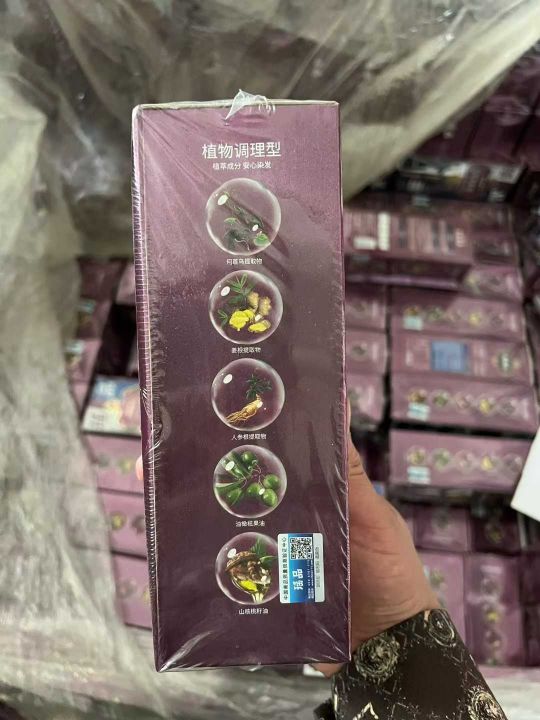 植物调理型
植萃成分 安心染发
何首乌提取物
姜根提取物
人参根提取物
油橄榄果油
山核桃籽油